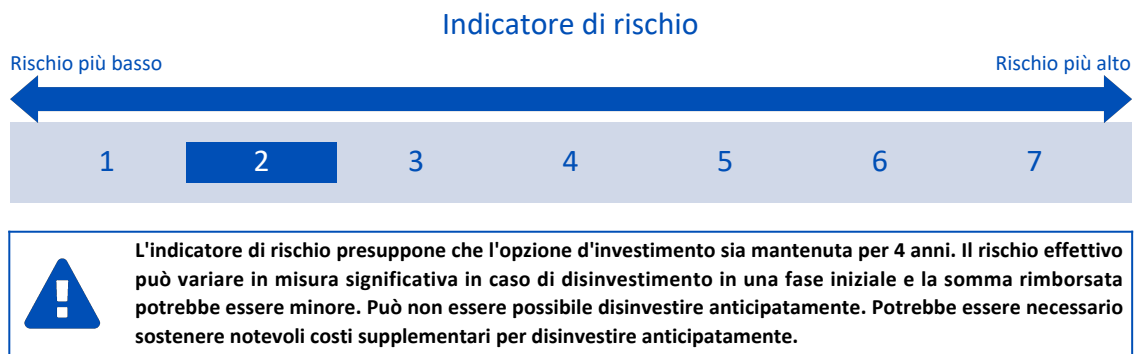 Indicatore di rischio
Rischio più basso
Rischio più alto
1 2 3 4 5 6 7
L'indicatore di rischio presuppone che l'opzione d'investimento sia mantenuta per 4 anni. Il rischio effettivo
può variare in misura significativa in caso di disinvestimento in una fase iniziale e la somma rimborsata
potrebbe essere minore. Può non essere possibile disinvestire anticipatamente. Potrebbe essere necessario
sostenere notevoli costi supplementari per disinvestire anticipatamente.